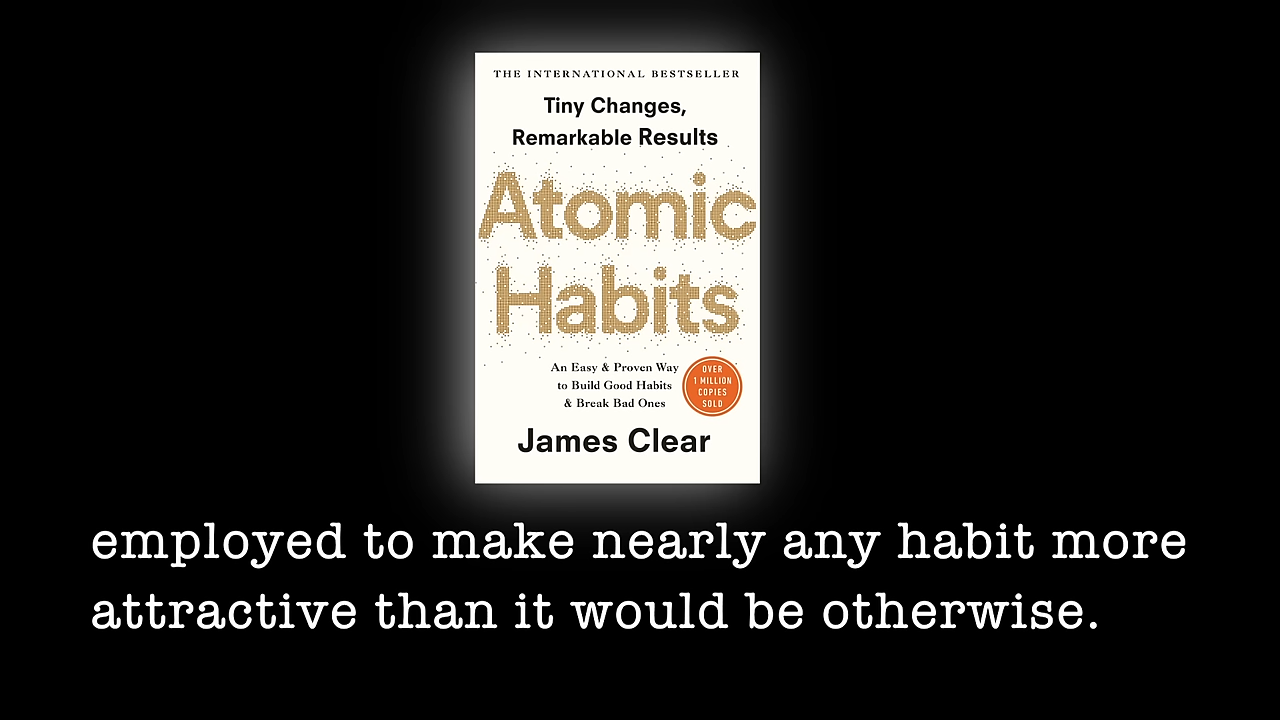 THE INTERNATIONAL BESTSELLER
Tiny Changes,
Remarkable Results
Atomic
Habits
An Easy & Proven Way
to Build Good Habits
& Break Bad Ones
OVER
1 MILLION
COPIES
SOLD
James Clear
employed to make nearly any habit more
attractive than it would be otherwise.